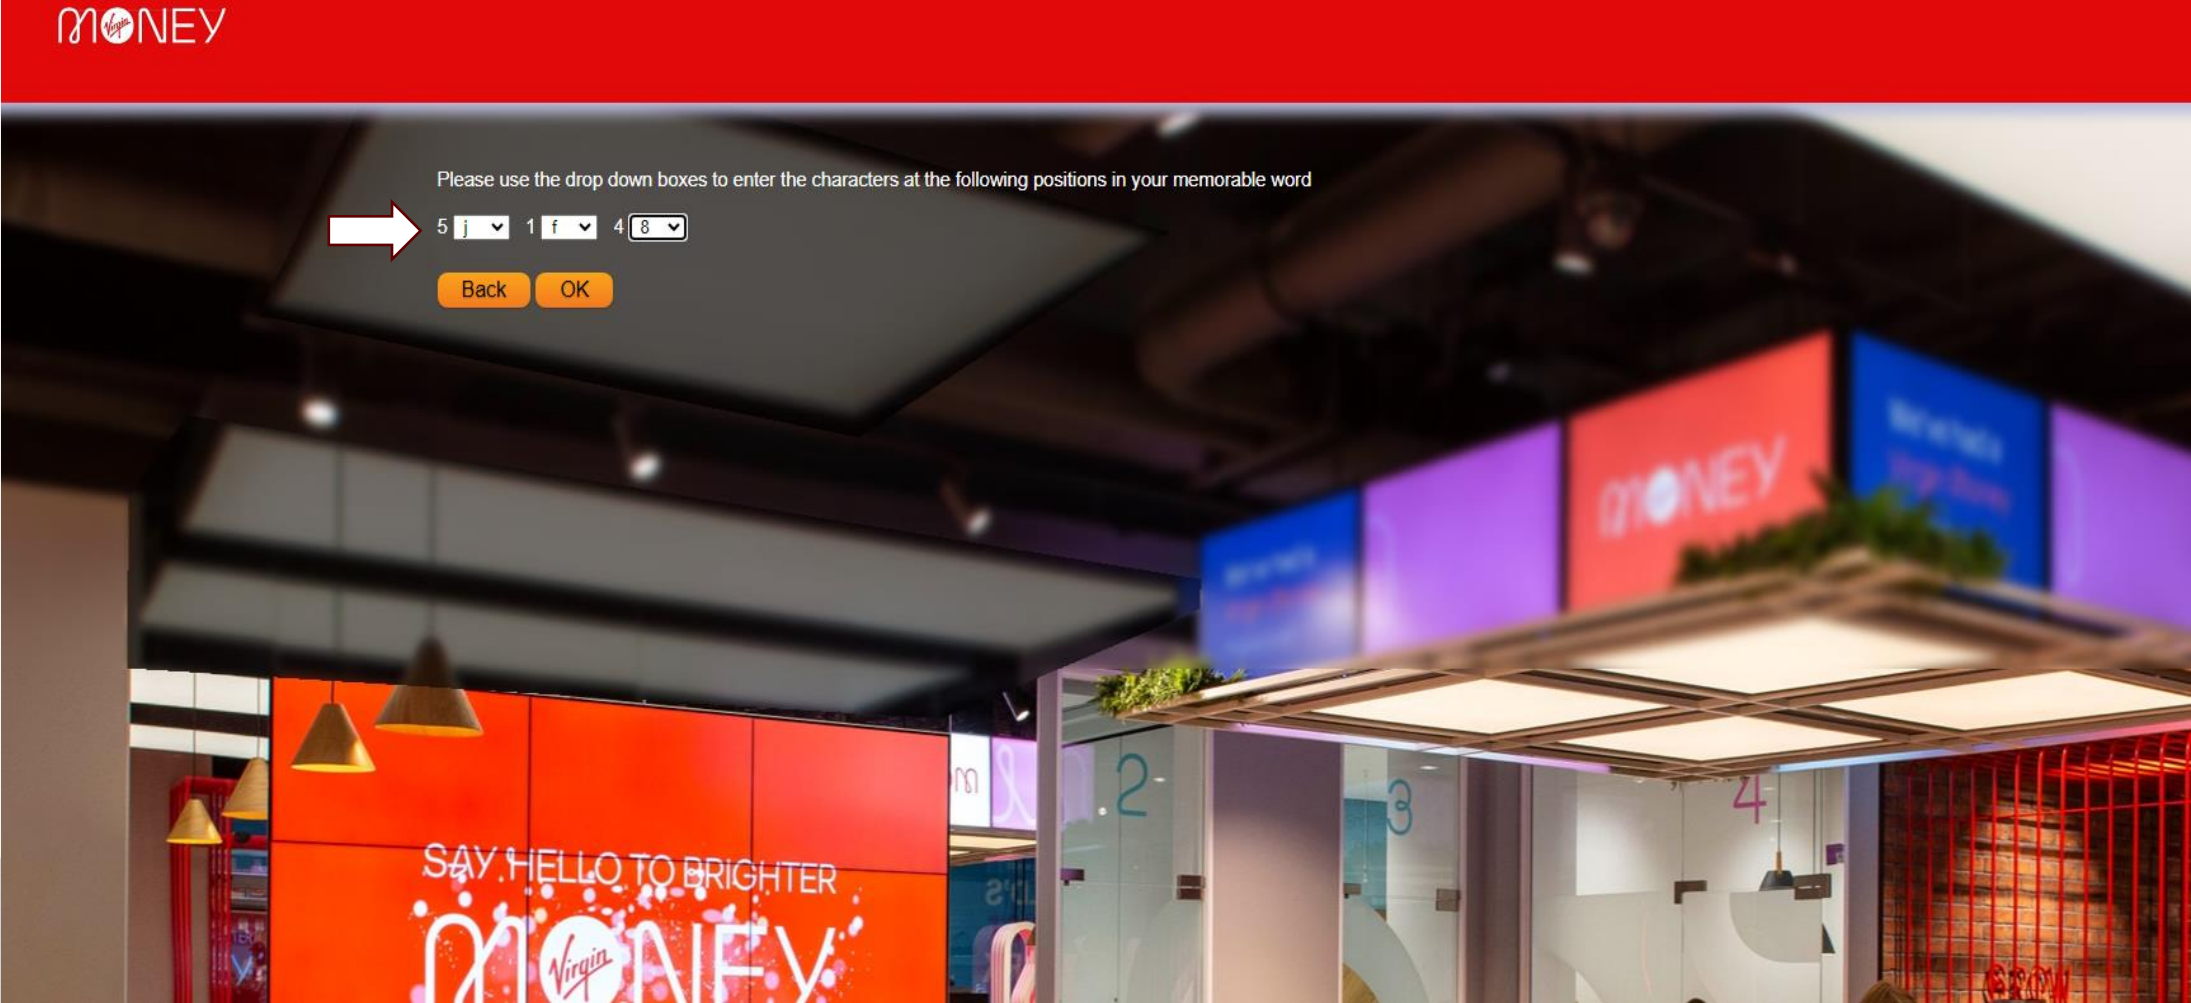 MONEY
Please use the drop down boxes to enter the characters at the following positions in your memorable word
5 j 1 f 4 8
Back OK
MONEY
2
3
4
SAY HELLO TO BRIGHTER
MONEY
Virgin